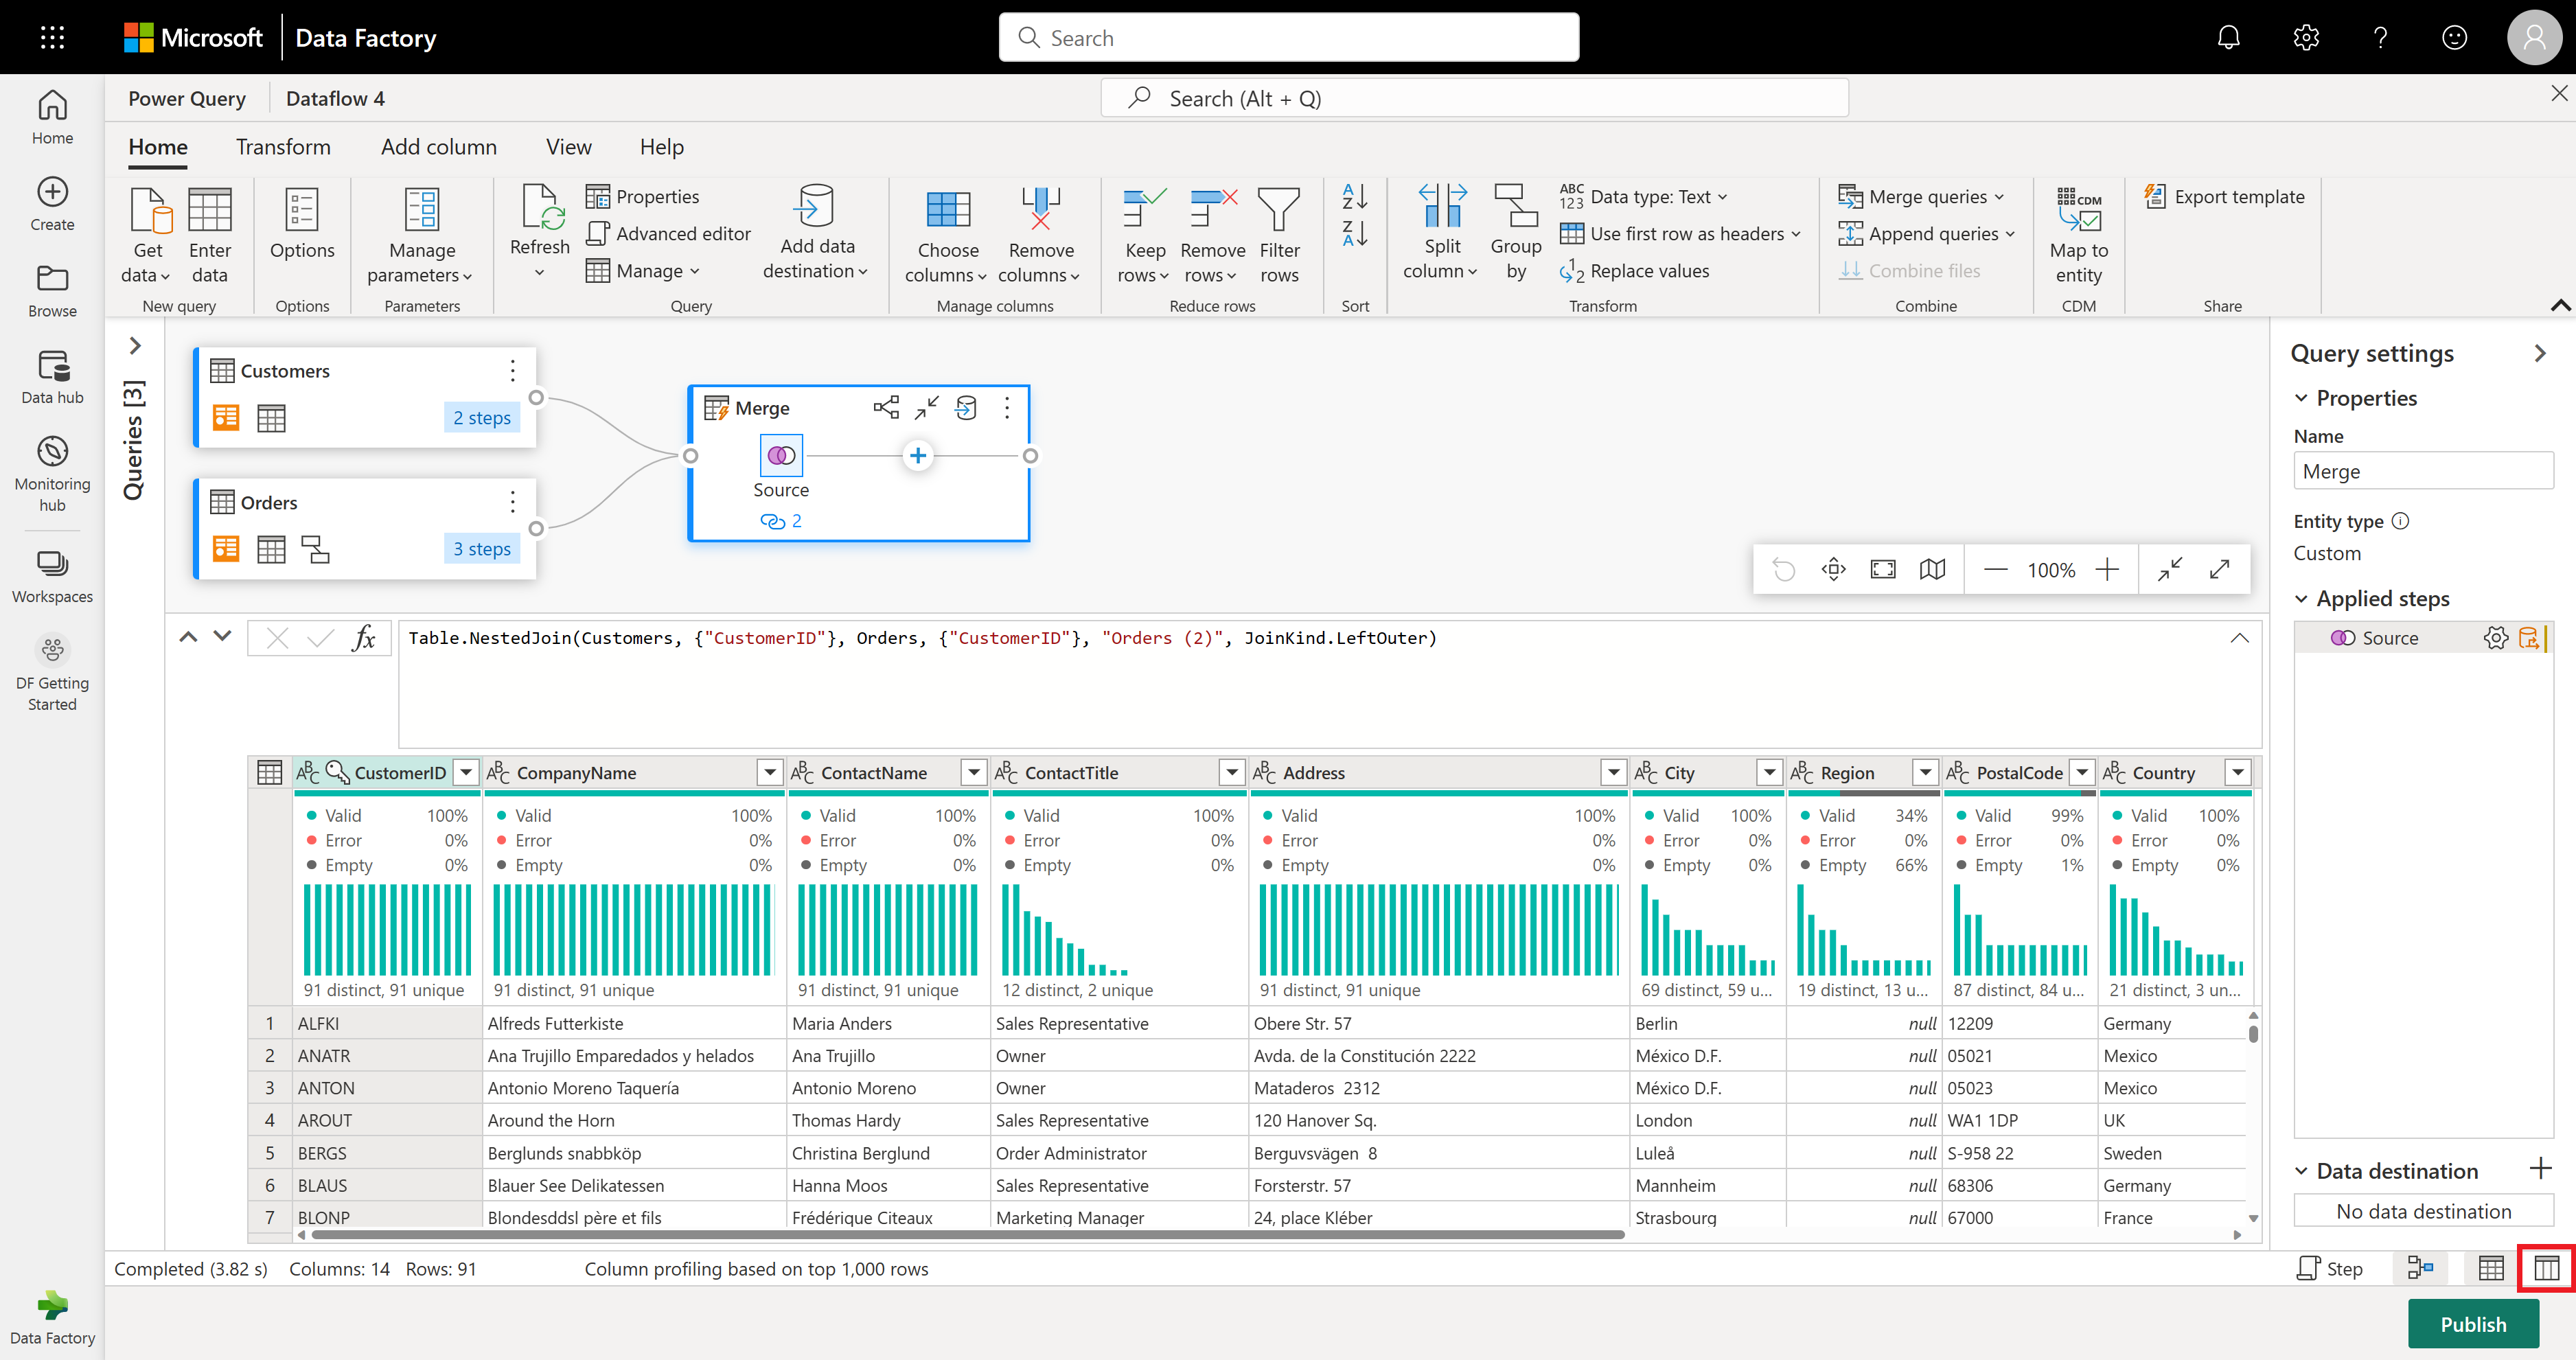 Microsoft Data Factory
Search
Power Query Dataflow 4
Search (Alt + Q)
Home Transform Add column View Help
Home
Create
Browse
Data hub
Monitoring
hub
Workspaces
DF Getting
Started
Data Factory
Get
data
Enter
data
New query
Options
Options
Manage
parameters
Parameters
Refresh
Properties
Advanced editor
Manage
Add data
destination
Query
Choose
columns
Remove
columns
Manage columns
Keep
rows
Remove
rows
Filter
rows
Reduce rows
A
Z
Z
A
Sort
Split
column
Group
by
ABC
123
Data type: Text
Use first row as headers
1
2
Replace values
Transform
Merge queries
Append queries
Combine files
Combine
CDM
Map to
entity
CDM
Export template
Share
Queries [3]
Customers
2 steps
Orders
3 steps
Merge
Source
2
100%
Query settings
Properties
Name
Merge
Entity type
Custom
Applied steps
Source
Data destination
No data destination
fx
Table.NestedJoin(Customers, {"CustomerID"}, Orders, {"CustomerID"}, "Orders (2)", JoinKind.LeftOuter)
ABC CustomerID ABC CompanyName ABC ContactName ABC ContactTitle ABC Address ABC City ABC Region ABC PostalCode ABC Country
Valid 100% Valid 100% Valid 100% Valid 100% Valid 100% Valid 100% Valid 34% Valid 99% Valid 100%
Error 0% Error 0% Error 0% Error 0% Error 0% Error 0% Error 0% Error 0% Error 0%
Empty 0% Empty 0% Empty 0% Empty 0% Empty 0% Empty 0% Empty 66% Empty 1% Empty 0%
91 distinct, 91 unique 91 distinct, 91 unique 91 distinct, 91 unique 12 distinct, 2 unique 91 distinct, 91 unique 69 distinct, 59 u... 19 distinct, 13 u... 87 distinct, 84 u... 21 distinct, 3 un...
1 ALFKI Alfreds Futterkiste Maria Anders Sales Representative Obere Str. 57 Berlin null 12209 Germany
2 ANATR Ana Trujillo Emparedados y helados Ana Trujillo Owner Avda. de la Constitución 2222 México D.F. null 05021 Mexico
3 ANTON Antonio Moreno Taquería Antonio Moreno Owner Mataderos 2312 México D.F. null 05023 Mexico
4 AROUT Around the Horn Thomas Hardy Sales Representative 120 Hanover Sq. London null WA1 1DP UK
5 BERGS Berglunds snabbköp Christina Berglund Order Administrator Berguvsvägen 8 Luleå null S-958 22 Sweden
6 BLAUS Blauer See Delikatessen Hanna Moos Sales Representative Forsterstr. 57 Mannheim null 68306 Germany
7 BLONP Blondesddsl père et fils Frédérique Citeaux Marketing Manager 24, place Kléber Strasbourg null 67000 France
Completed (3.82 s) Columns: 14 Rows: 91 Column profiling based on top 1,000 rows
Step
Publish